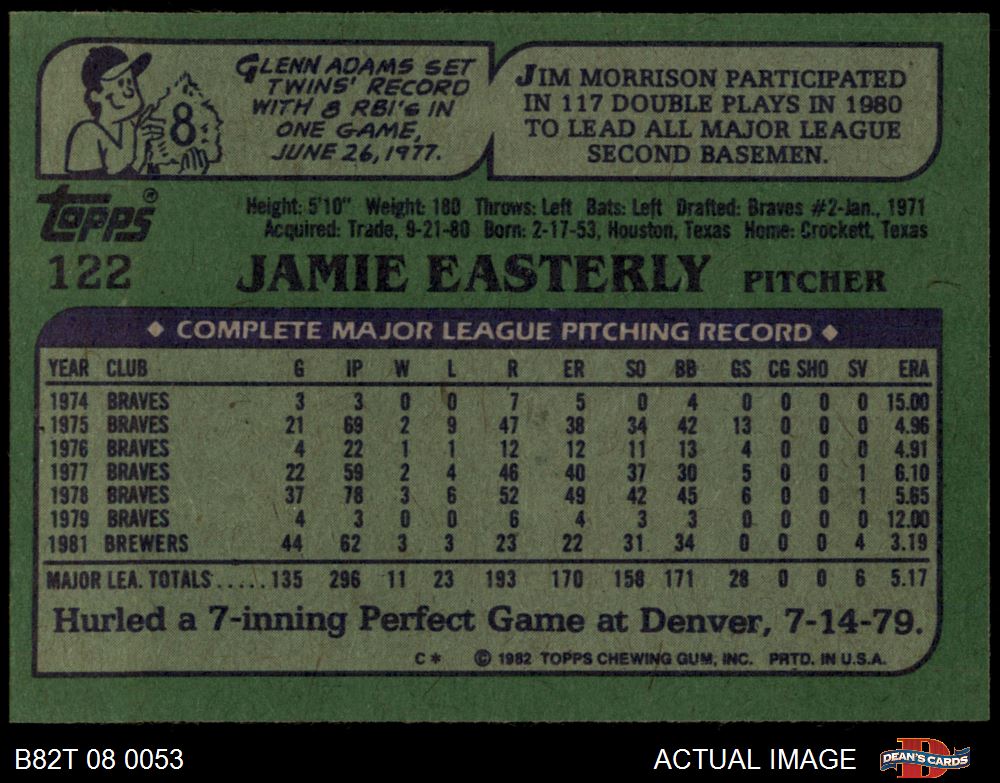 GLENN ADAMS SET
TWINS' RECORD
WITH 8 RBI'S IN
ONE GAME,
JUNE 26, 1977.
8
JIM MORRISON PARTICIPATED
IN 117 DOUBLE PLAYS IN 1980
TO LEAD ALL MAJOR LEAGUE
SECOND BASEMEN.
TOPPS ®
Height: 5'10" Weight: 180 Throws: Left Bats: Left Drafted: Braves #2-Jan., 1971
Acquired: Trade, 9-21-80 Born: 2-17-53, Houston, Texas Home: Crockett, Texas
122 JAMIE EASTERLY PITCHER
◆ COMPLETE MAJOR LEAGUE PITCHING RECORD ◆
YEAR CLUB G IP W L R ER SO BB GS CG SHO SV ERA
1974 BRAVES 3 3 0 0 7 5 0 4 0 0 0 0 15.00
1975 BRAVES 21 69 2 9 47 38 34 42 13 0 0 0 4.96
1976 BRAVES 4 22 1 1 12 12 11 13 4 0 0 0 4.91
1977 BRAVES 22 59 2 4 46 40 37 30 5 0 0 1 6.10
1978 BRAVES 37 78 3 6 52 49 42 45 6 0 0 1 5.65
1979 BRAVES 4 3 0 0 6 4 3 3 0 0 0 0 12.00
1981 BREWERS 44 62 3 3 23 22 31 34 0 0 0 4 3.19
MAJOR LEA. TOTALS.....135 296 11 23 193 170 158 171 28 0 0 6 5.17
Hurled a 7-inning Perfect Game at Denver, 7-14-79.
C* © 1982 TOPPS CHEWING GUM, INC. PRTD. IN U.S.A.
B82T 08 0053 ACTUAL IMAGE DEAN'S CARDS